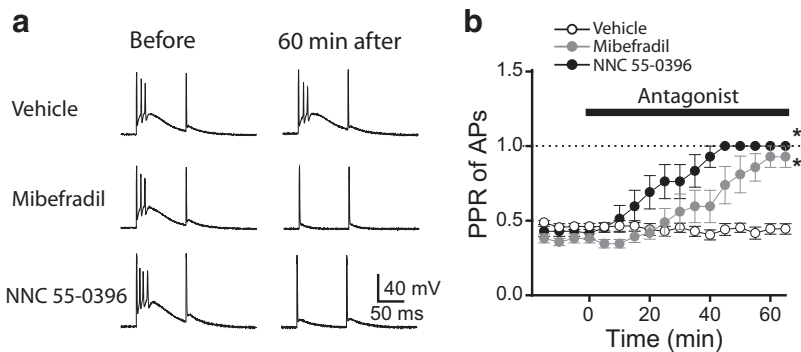 a
Before
60 min after
Vehicle
Mibefradil
NNC 55-0396
40 mV
50 ms
b
Vehicle
Mibefradil
NNC 55-0396
Antagonist
PPR of APs
1.5
1.0
0.5
0.0
*
*
0
20
40
60
Time (min)